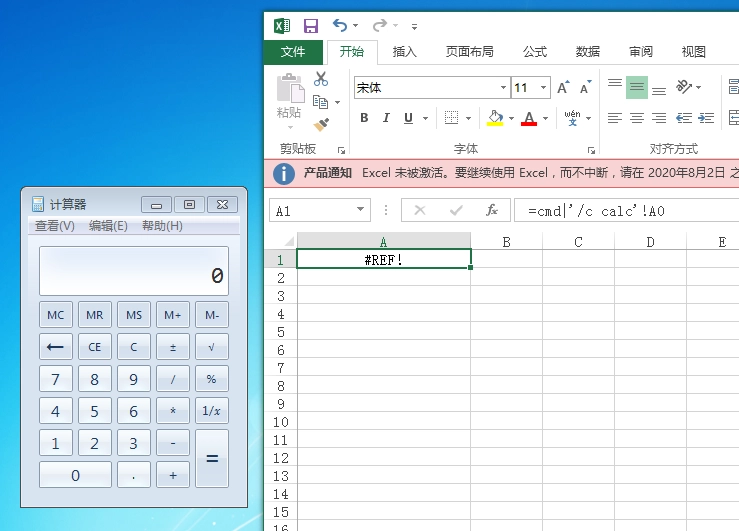 文件 开始 插入 页面布局 公式 数据 审阅 视图
粘贴
宋体 11 A A
B I U A wén 文
剪贴板 字体 对齐方式
产品通知 Excel 未被激活。要继续使用 Excel，而不中断，请在 2020年8月2日 之
A1 fx =cmd|'/c calc'!A0
A B C D E
1 #REF!
2
3
4
5
6
7
8
9
10
11
12
13
14
15
16
计算器
查看(V) 编辑(E) 帮助(H)
0
MC MR MS M+ M-
← CE C ± √
7 8 9 / %
4 5 6 * 1/x
1 2 3 - =
0 . +